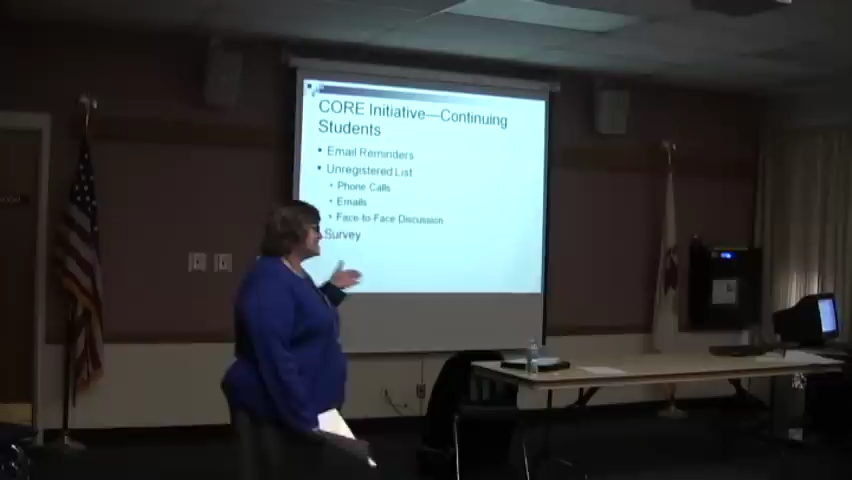 CORE Initiative—Continuing
Students
Email Reminders
Unregistered List
Phone Calls
Emails
Face-to-Face Discussion
Survey